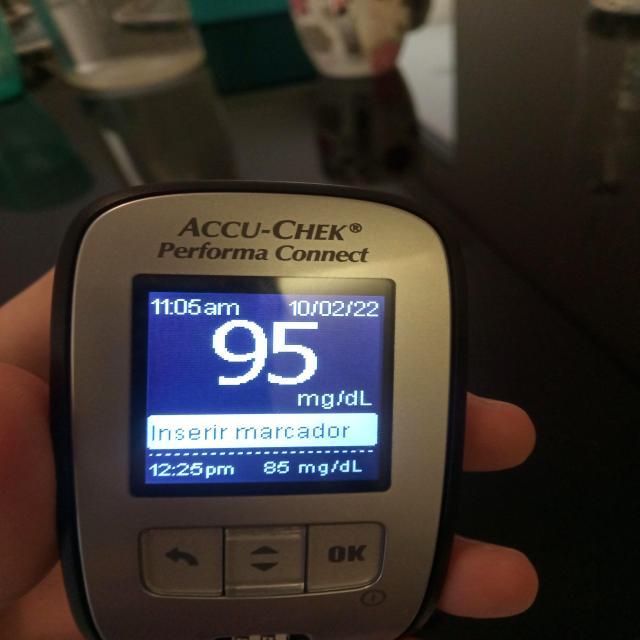 ACCU-CHEK®
Performa Connect
11:05am 10/02/22
95
mg/dL
Inserir marcador
12:25pm 85 mg/dL
OK